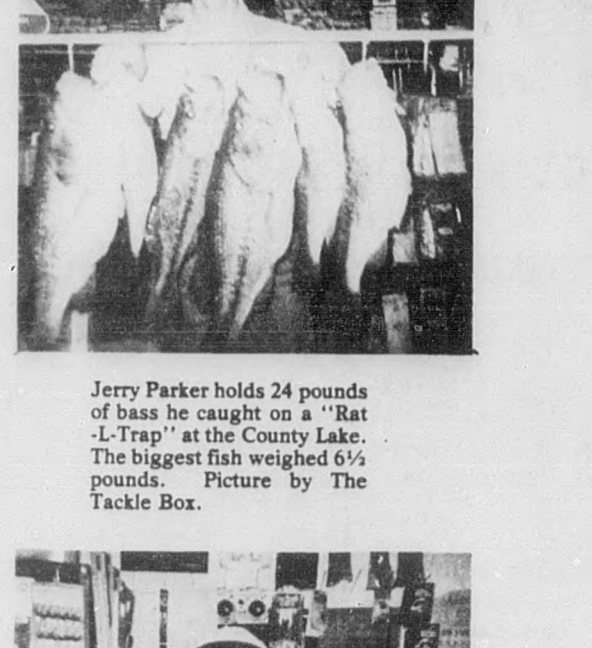 Jerry Parker holds 24 pounds
of bass he caught on a "Rat
-L-Trap" at the County Lake.
The biggest fish weighed 6½
pounds. Picture by The
Tackle Box.